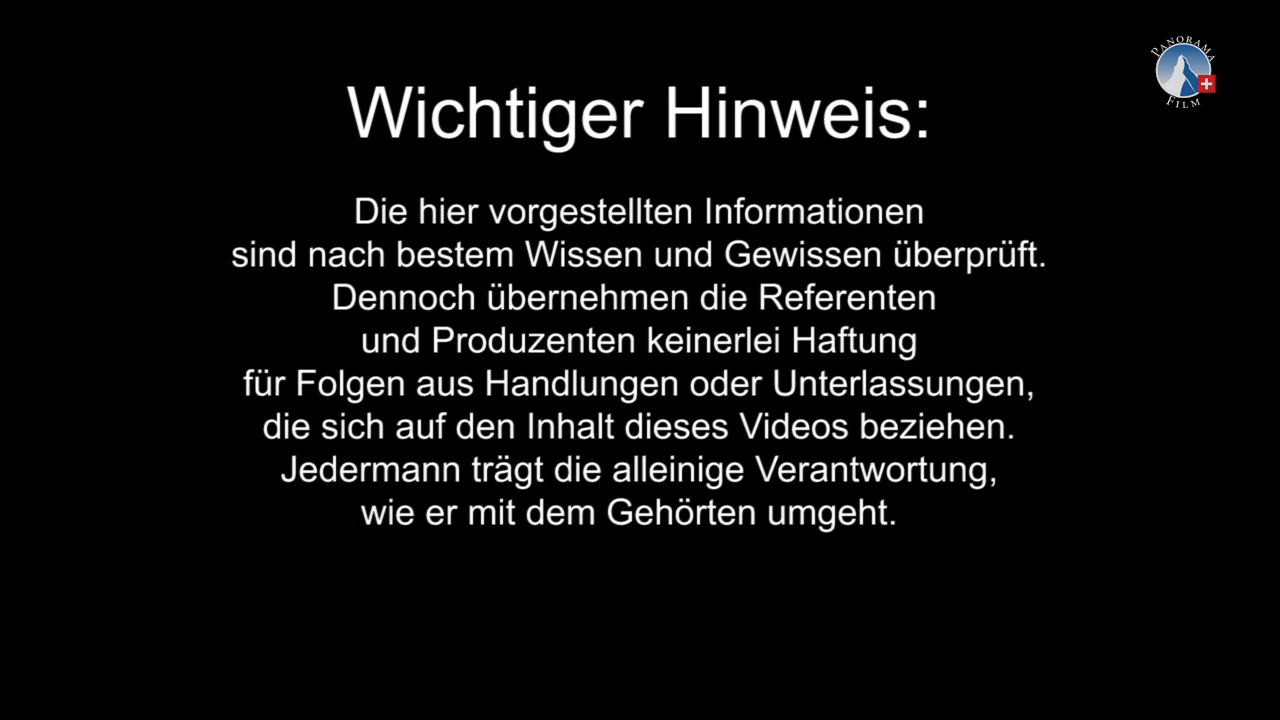 PANORAMA
FILM
Wichtiger Hinweis:
Die hier vorgestellten Informationen
sind nach bestem Wissen und Gewissen überprüft.
Dennoch übernehmen die Referenten
und Produzenten keinerlei Haftung
für Folgen aus Handlungen oder Unterlassungen,
die sich auf den Inhalt dieses Videos beziehen.
Jedermann trägt die alleinige Verantwortung,
wie er mit dem Gehörten umgeht.